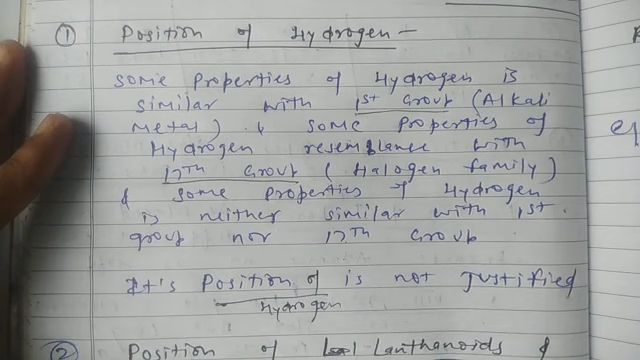 ① Position of Hydrogen -
Some Properties of Hydrogen is
similar with 1st Group (Alkali
Metal) & some Properties of
Hydrogen resemblance with
17th Group (Halogen family)
& some Properties of Hydrogen
is neither similar with 1st
group nor 17th Group
It's Position of is not Justified
Hydrogen
② Position of Lanthanoids &